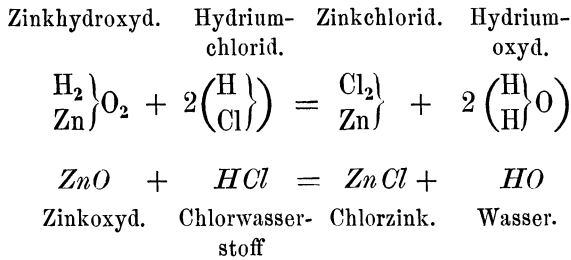 Zinkhydroxyd. Hydrium- Zinkchlorid. Hydrium-
chlorid. oxyd.
H₂ H Cl₂ H
}O₂ + 2( }) = } + 2( }O)
Zn Cl Zn H
ZnO + HCl = ZnCl + HO
Zinkoxyd. Chlorwasser- Chlorzink. Wasser.
stoff